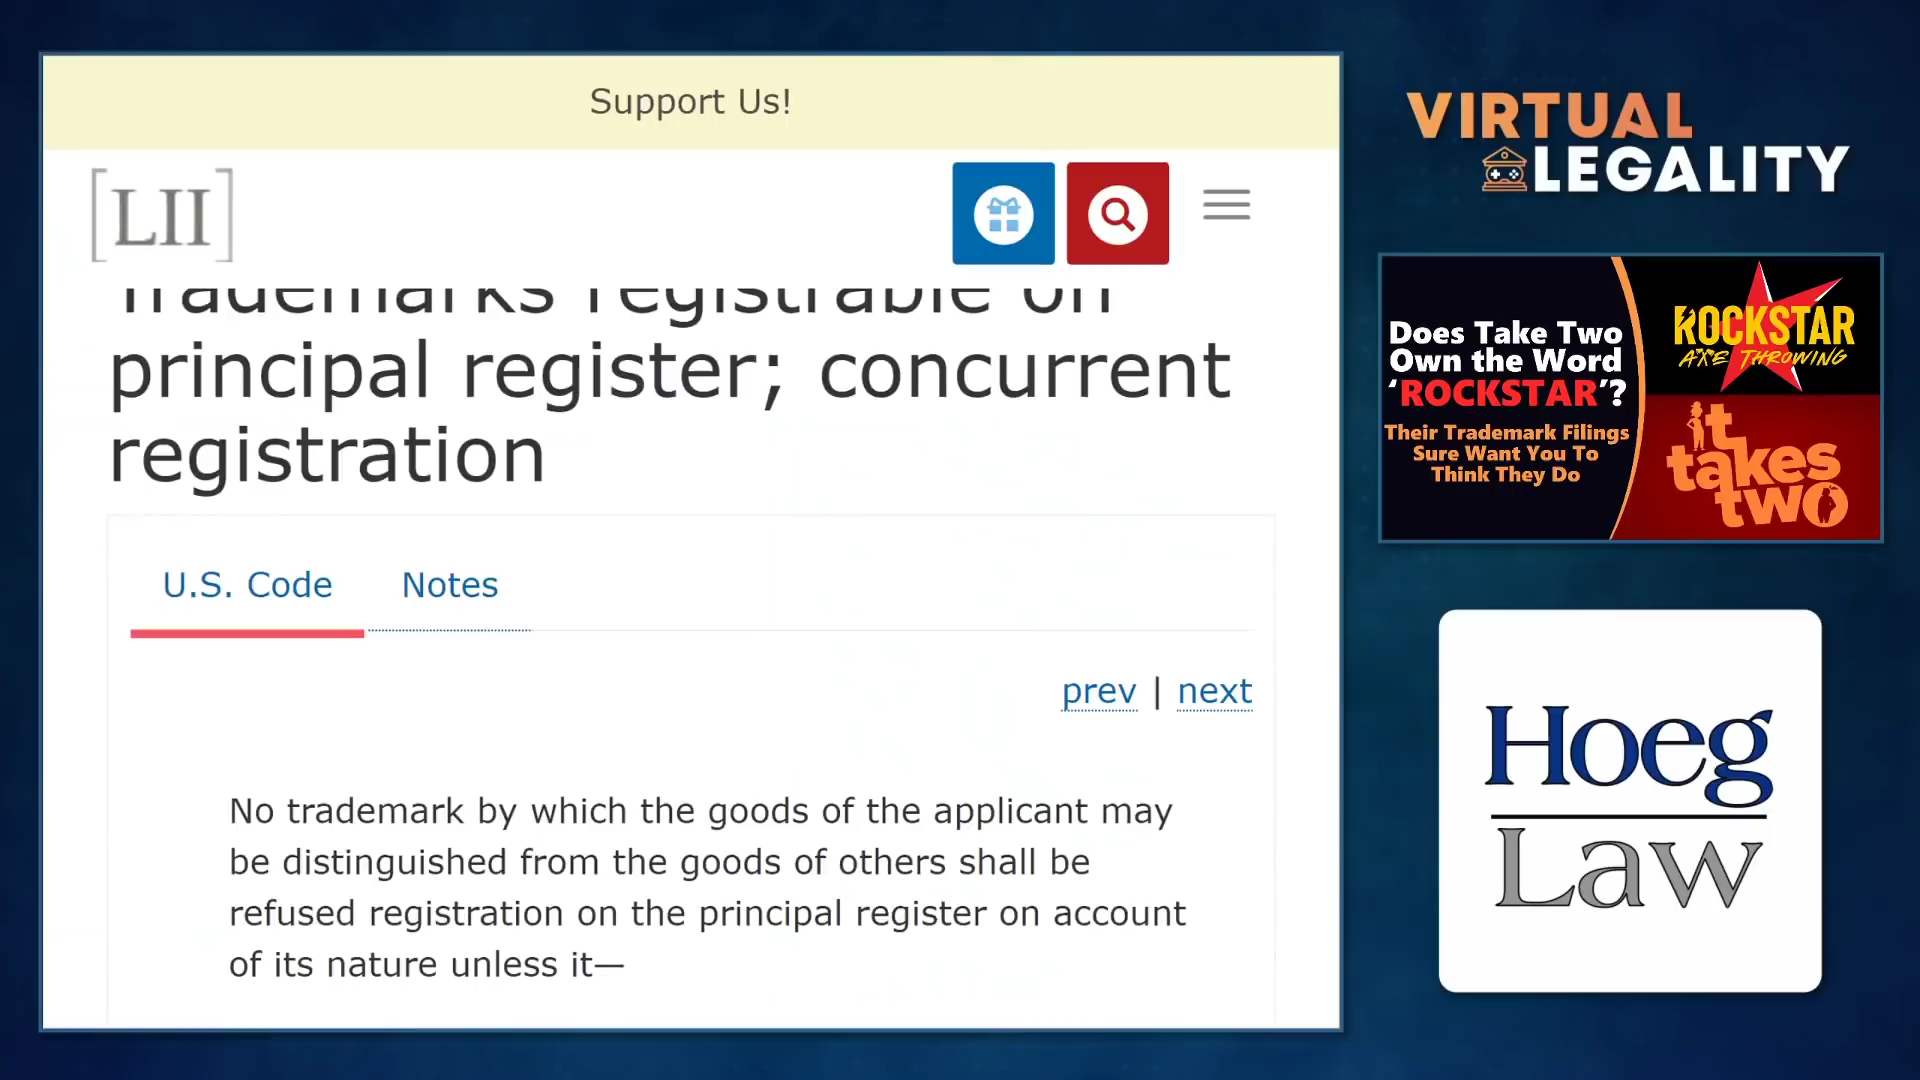 Support Us!
[LII]
Trademarks registrable on
principal register; concurrent
registration
U.S. Code
Notes
prev | next
No trademark by which the goods of the applicant may
be distinguished from the goods of others shall be
refused registration on the principal register on account
of its nature unless it—
VIRTUAL
LEGALITY
Does Take Two
Own the Word
‘ROCKSTAR’?
Their Trademark Filings
Sure Want You To
Think They Do
ROCKSTAR
AXE THROWING
it
takes
two
Hoeg
Law